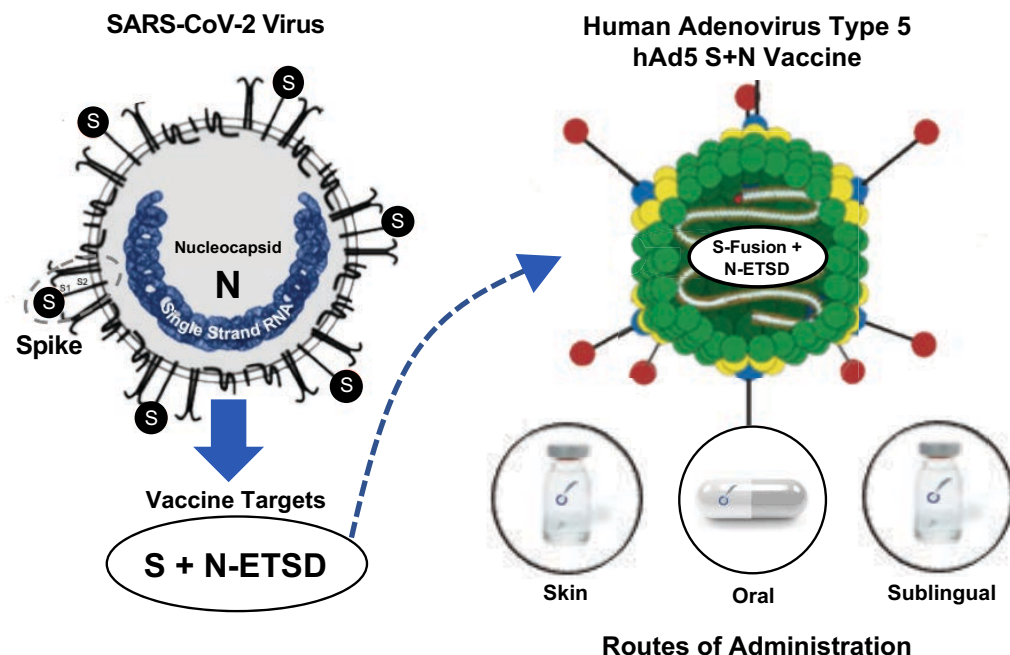 SARS-CoV-2 Virus
S
S
S
S1 S2
S
Spike
S
S
Nucleocapsid
N
Single Strand RNA
Vaccine Targets
S + N-ETSD
Human Adenovirus Type 5
hAd5 S+N Vaccine
S-Fusion +
N-ETSD
Skin
Oral
Sublingual
Routes of Administration